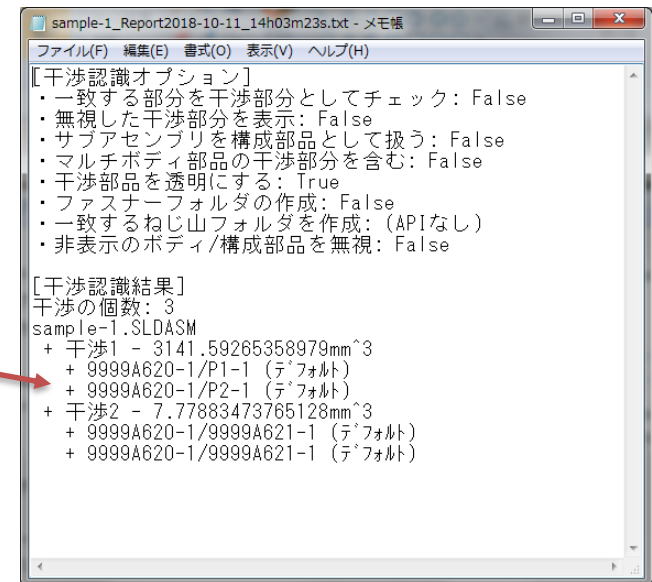 sample-1_Report2018-10-11_14h03m23s.txt - メモ帳
ファイル(F) 編集(E) 書式(O) 表示(V) ヘルプ(H)
[干渉認識オプション]
・一致する部分を干渉部分としてチェック: False
・無視した干渉部分を表示: False
・サブアセンブリを構成部品として扱う: False
・マルチボディ部品の干渉部分を含む: False
・干渉部品を透明にする: True
・ファスナーフォルダの作成: False
・一致するねじ山フォルダを作成: (APIなし)
・非表示のボディ/構成部品を無視: False
[干渉認識結果]
干渉の個数: 3
sample-1.SLDASM
+ 干渉1 - 3141.59265358979mm^3
+ 9999A620-1/P1-1 (ﾃﾞﾌｫﾙﾄ)
+ 9999A620-1/P2-1 (ﾃﾞﾌｫﾙﾄ)
+ 干渉2 - 7.77883473765128mm^3
+ 9999A620-1/9999A621-1 (ﾃﾞﾌｫﾙﾄ)
+ 9999A620-1/9999A621-1 (ﾃﾞﾌｫﾙﾄ)